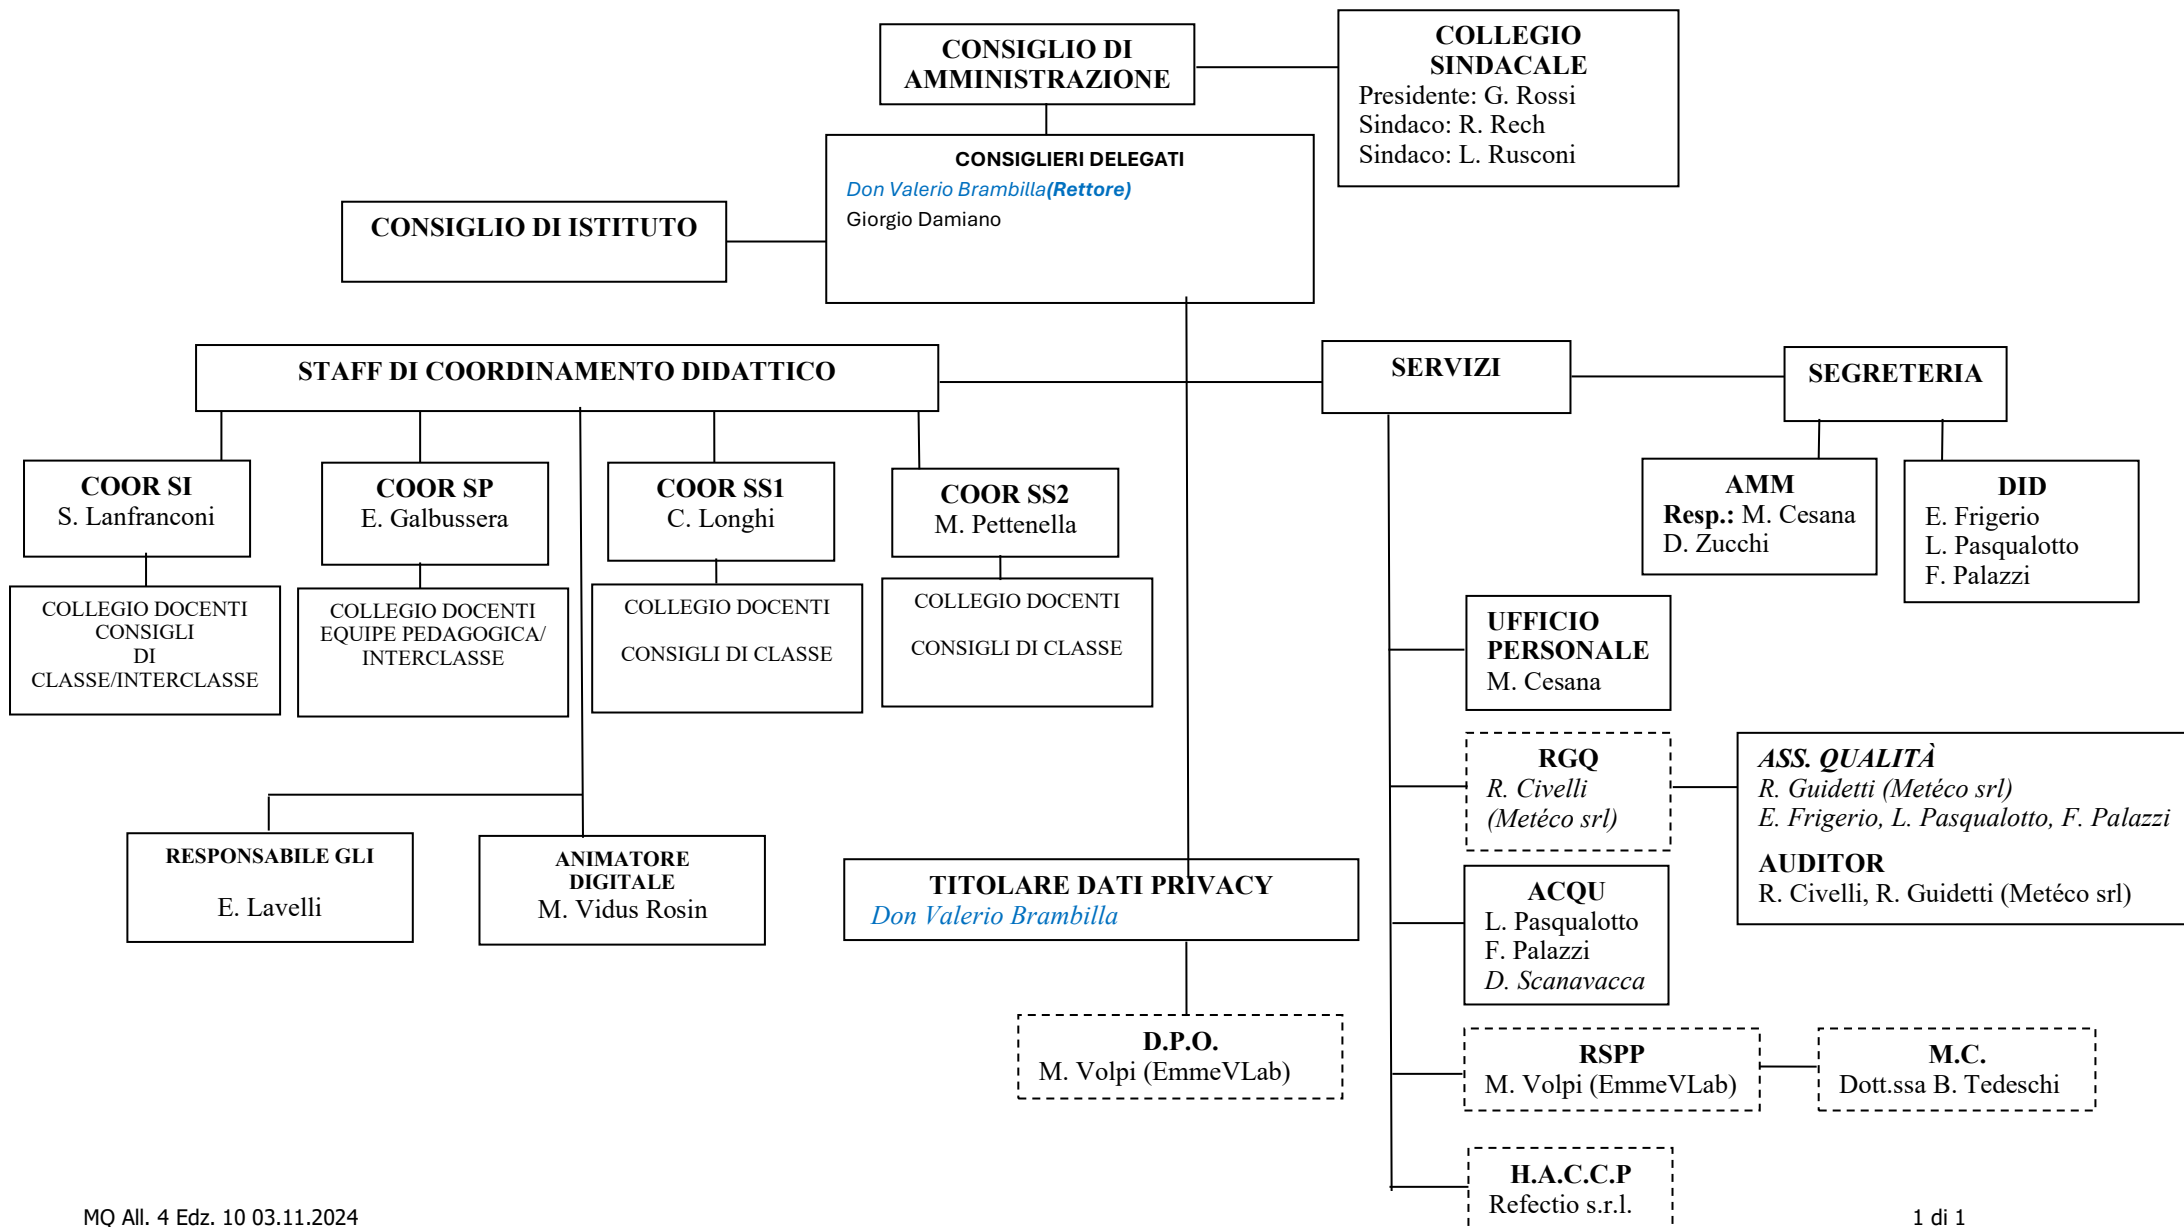 CONSIGLIO DI
AMMINISTRAZIONE
COLLEGIO
SINDACALE
Presidente: G. Rossi
Sindaco: R. Rech
Sindaco: L. Rusconi
CONSIGLIERI DELEGATI
Don Valerio Brambilla(Rettore)
Giorgio Damiano
CONSIGLIO DI ISTITUTO
STAFF DI COORDINAMENTO DIDATTICO
SERVIZI
SEGRETERIA
COOR SI
S. Lanfranconi
COOR SP
E. Galbussera
COOR SS1
C. Longhi
COOR SS2
M. Pettenella
AMM
Resp.: M. Cesana
D. Zucchi
DID
E. Frigerio
L. Pasqualotto
F. Palazzi
COLLEGIO DOCENTI
CONSIGLI
DI
CLASSE/INTERCLASSE
COLLEGIO DOCENTI
EQUIPE PEDAGOGICA/
INTERCLASSE
COLLEGIO DOCENTI
CONSIGLI DI CLASSE
COLLEGIO DOCENTI
CONSIGLI DI CLASSE
UFFICIO
PERSONALE
M. Cesana
RGQ
R. Civelli
(Metéco srl)
ASS. QUALITÀ
R. Guidetti (Metéco srl)
E. Frigerio, L. Pasqualotto, F. Palazzi
AUDITOR
R. Civelli, R. Guidetti (Metéco srl)
RESPONSABILE GLI
E. Lavelli
ANIMATORE
DIGITALE
M. Vidus Rosin
TITOLARE DATI PRIVACY
Don Valerio Brambilla
ACQU
L. Pasqualotto
F. Palazzi
D. Scanavacca
D.P.O.
M. Volpi (EmmeVLab)
RSPP
M. Volpi (EmmeVLab)
M.C.
Dott.ssa B. Tedeschi
H.A.C.C.P
Refectio s.r.l.
MQ All. 4 Edz. 10 03.11.2024
1 di 1